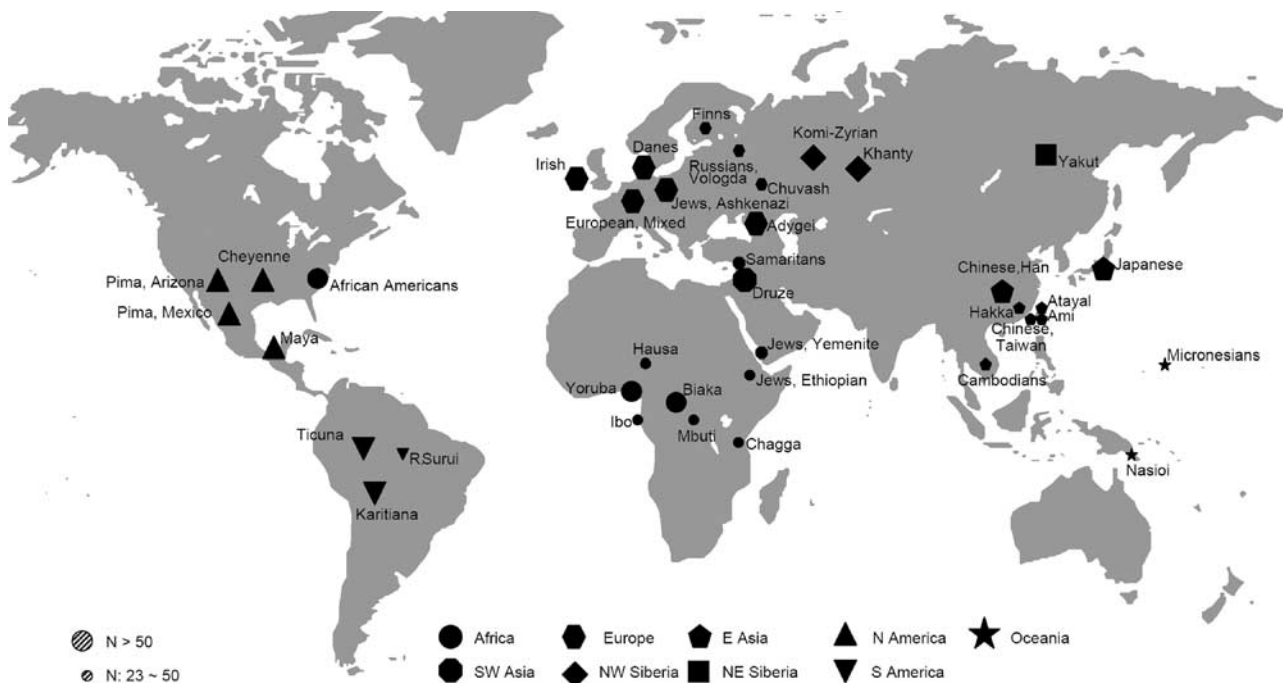 Finns
Komi-Zyrian
Danes
Khanty
Irish
Russians,
Vologda
Yakut
Chuvash
Jews, Ashkenazi
European, Mixed
Adygei
Cheyenne
Samaritans
Chinese,Han
Japanese
Pima, Arizona
African Americans
Druze
Atayal
Pima, Mexico
Hakka
Ami
Chinese,
Taiwan
Maya
Hausa
Jews, Yemenite
Micronesians
Yoruba
Biaka
Jews, Ethiopian
Cambodians
Ibo
Mbuti
Ticuna
Chagga
R.Surui
Nasioi
Karitiana
N > 50
Africa
Europe
E Asia
N America
Oceania
N: 23 ~ 50
SW Asia
NW Siberia
NE Siberia
S America